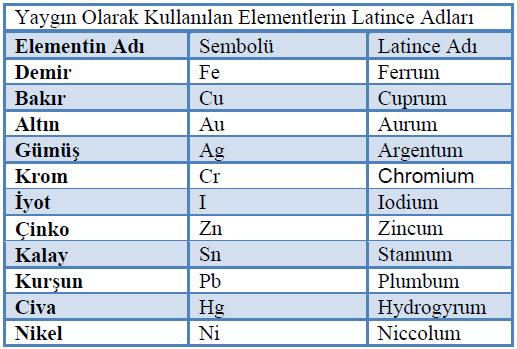 Yaygın Olarak Kullanılan Elementlerin Latince Adları
Elementin Adı Sembolü Latince Adı
Demir Fe Ferrum
Bakır Cu Cuprum
Altın Au Aurum
Gümüş Ag Argentum
Krom Cr Chromium
İyot I Iodium
Çinko Zn Zincum
Kalay Sn Stannum
Kurşun Pb Plumbum
Civa Hg Hydrogyrum
Nikel Ni Niccolum